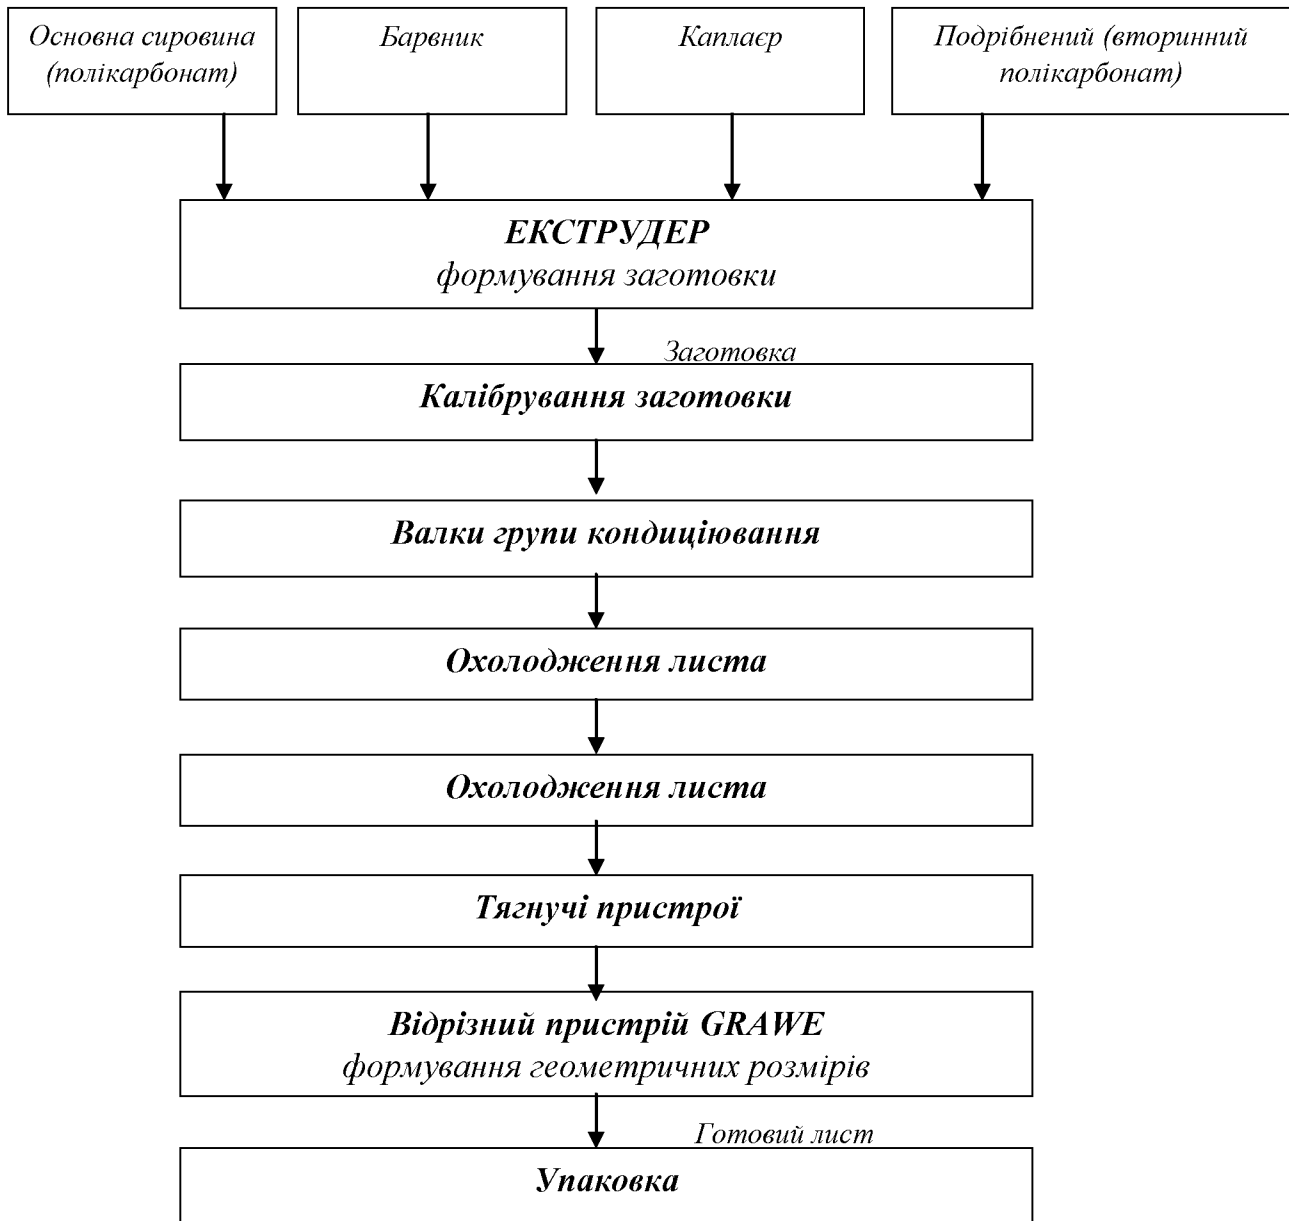 Основна сировина
(полікарбонат)
Барвник
Каплаєр
Подрібнений (вторинний
полікарбонат)
ЕКСТРУДЕР
формування заготовки
Заготовка
Калібрування заготовки
Валки групи кондиціювання
Охолодження листа
Охолодження листа
Тягнучі пристрої
Відрізний пристрій GRAWE
формування геометричних розмірів
Готовий лист
Упаковка